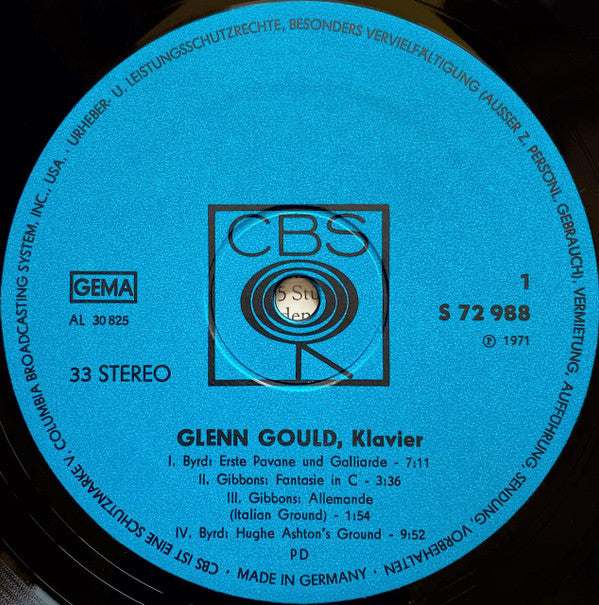 URHEBER- U. LEISTUNGSSCHUTZRECHTE, BESONDERS VERVIELFÄLTIGUNG (AUSSER Z. PERSÖNL. GEBRAUCH), VERMIETUNG, AUFFÜHRUNG, SENDUNG, VORBEHALTEN
CBS
GEMA
AL 30 825
33 STEREO
5 Stu
den
1
S 72 988
Ⓟ 1971
GLENN GOULD, Klavier
I. Byrd: Erste Pavane und Galliarde - 7:11
II. Gibbons: Fantasie in C - 3:36
III. Gibbons: Allemande
(Italian Ground) - 1:54
IV. Byrd: Hughe Ashton's Ground - 9:52
PD
CBS IST EINE SCHUTZMARKE V. COLUMBIA BROADCASTING SYSTEM, INC., USA. ·
· MADE IN GERMANY ·